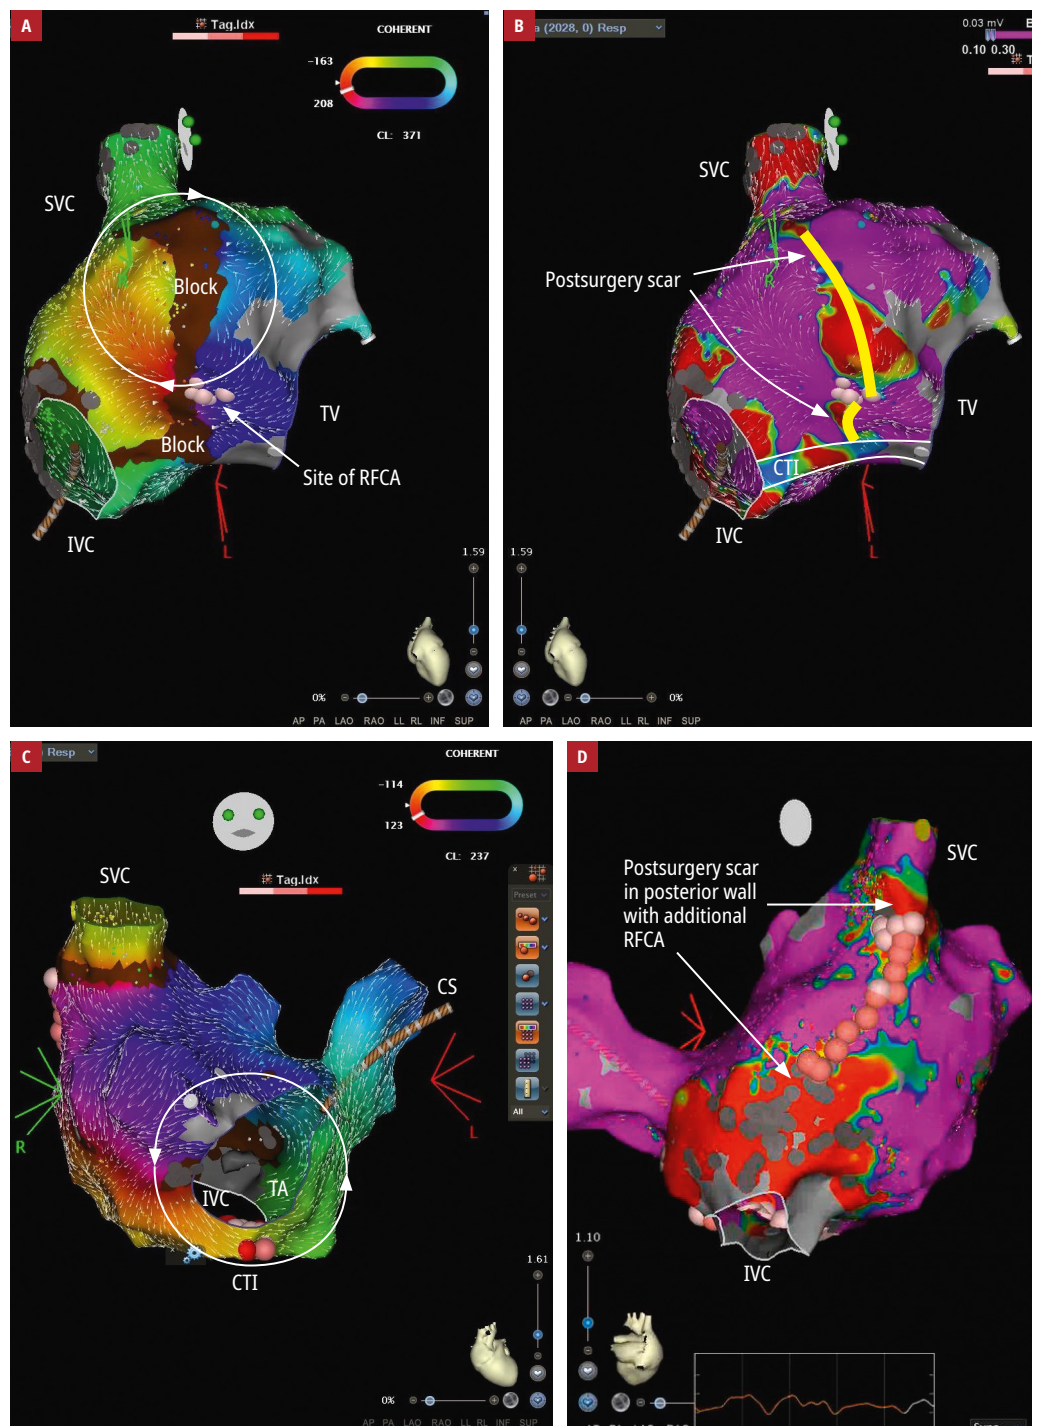 A
Tag.Idx
COHERENT
-163
208
CL: 371
SVC
Block
TV
Block
Site of RFCA
IVC
L
1.59
0%
AP PA LAO RAO LL RL INF SUP
B
a (2028, 0) Resp
0.03 mV
0.10 0.30
SVC
Postsurgery scar
R
TV
CTI
IVC
L
1.59
0%
AP PA LAO RAO LL RL INF SUP
C
Resp
COHERENT
-114
123
CL: 237
Tag.Idx
SVC
Preset
CS
R
L
All
IVC
TA
CTI
1.61
0%
AP PA LAO RAO LL RL INF SUP
D
SVC
Postsurgery scar
in posterior wall
with additional
RFCA
1.10
IVC